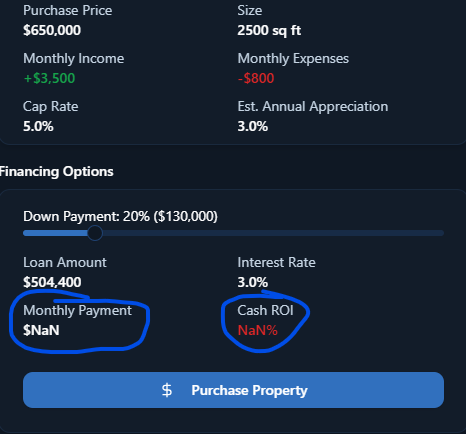 Purchase Price Size
$650,000 2500 sq ft
Monthly Income Monthly Expenses
+$3,500 -$800
Cap Rate Est. Annual Appreciation
5.0% 3.0%
Financing Options
Down Payment: 20% ($130,000)
Loan Amount Interest Rate
$504,400 3.0%
Monthly Payment Cash ROI
$NaN NaN%
$ Purchase Property